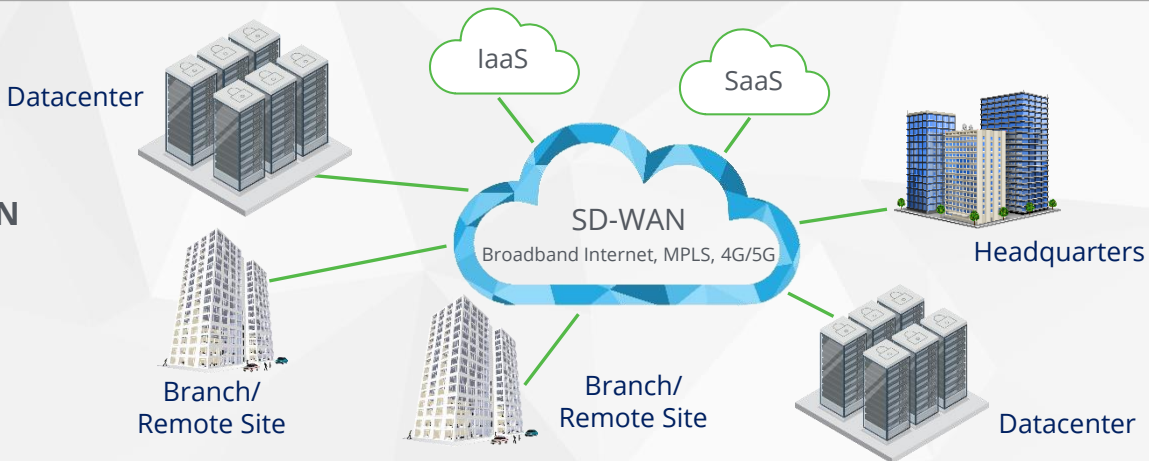 IaaS
SaaS
Datacenter
N
SD-WAN
Broadband Internet, MPLS, 4G/5G
Headquarters
Branch/
Remote Site
Branch/
Remote Site
Datacenter